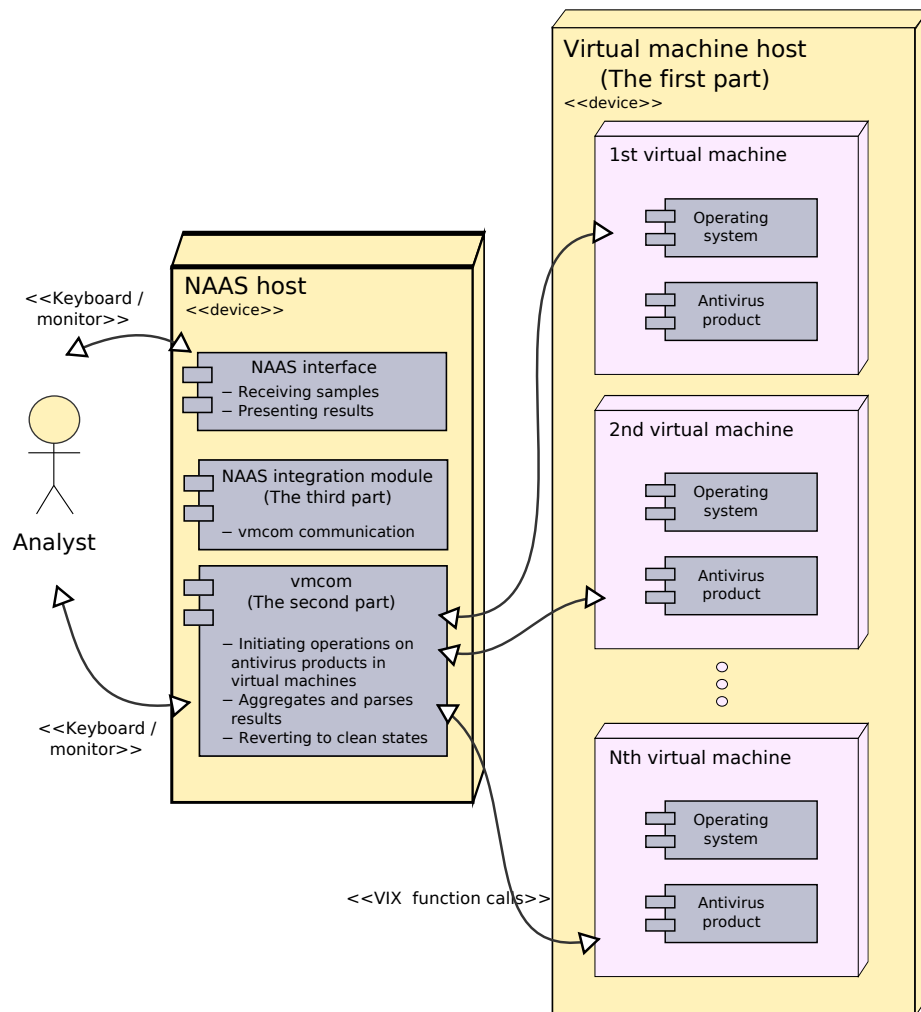 Virtual machine host
(The first part)
<<device>>
1st virtual machine
Operating
system
Antivirus
product
2nd virtual machine
Operating
system
Antivirus
product
Nth virtual machine
Operating
system
Antivirus
product
NAAS host
<<device>>
NAAS interface
− Receiving samples
− Presenting results
NAAS integration module
(The third part)
− vmcom communication
vmcom
(The second part)
− Initiating operations on
antivirus products in
virtual machines
− Aggregates and parses
results
− Reverting to clean states
<<Keyboard /
monitor>>
Analyst
<<Keyboard /
monitor>>
<<VIX function calls>>